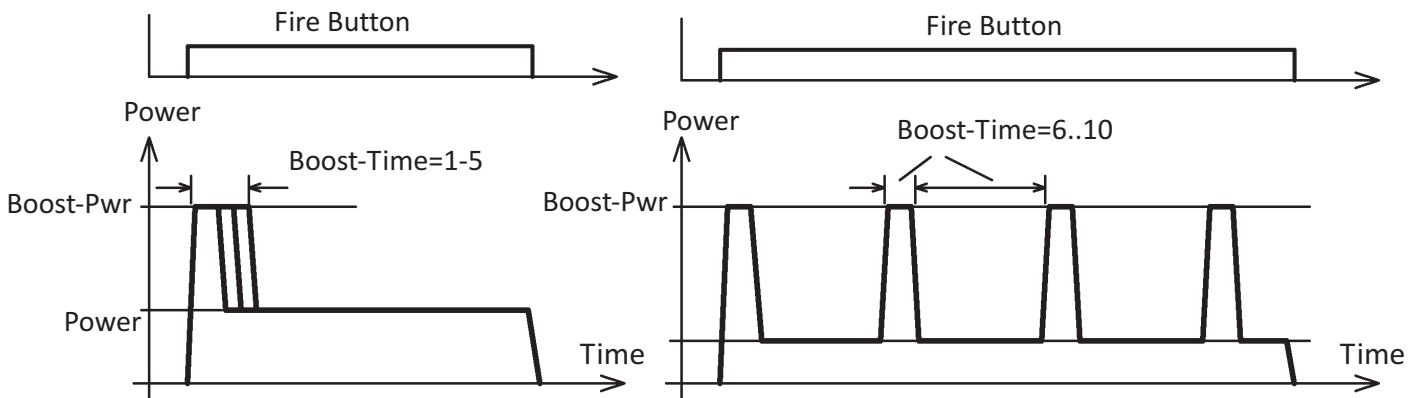 Fire Button
Power
Boost-Time=1-5
Boost-Pwr
Power
Time
Fire Button
Power
Boost-Time=6..10
Boost-Pwr
Time